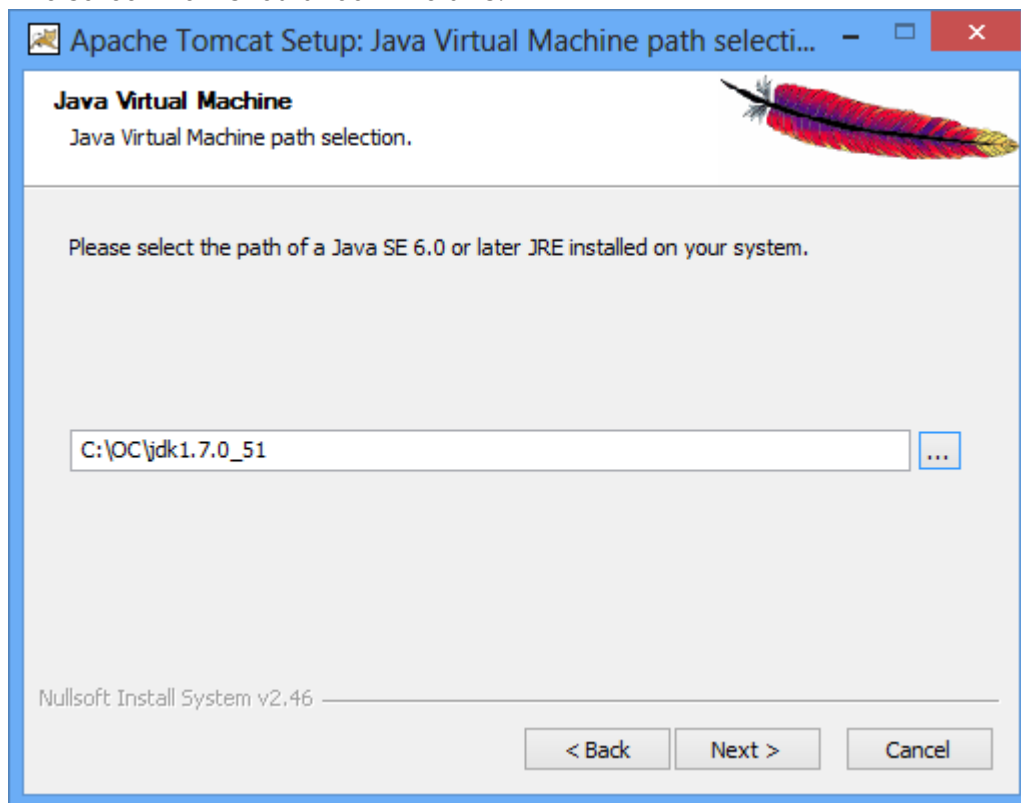 Apache Tomcat Setup: Java Virtual Machine path selecti...
Java Virtual Machine
Java Virtual Machine path selection.
Please select the path of a Java SE 6.0 or later JRE installed on your system.
C:\OC\jdk1.7.0_51
...
Nullsoft Install System v2.46
< Back
Next >
Cancel